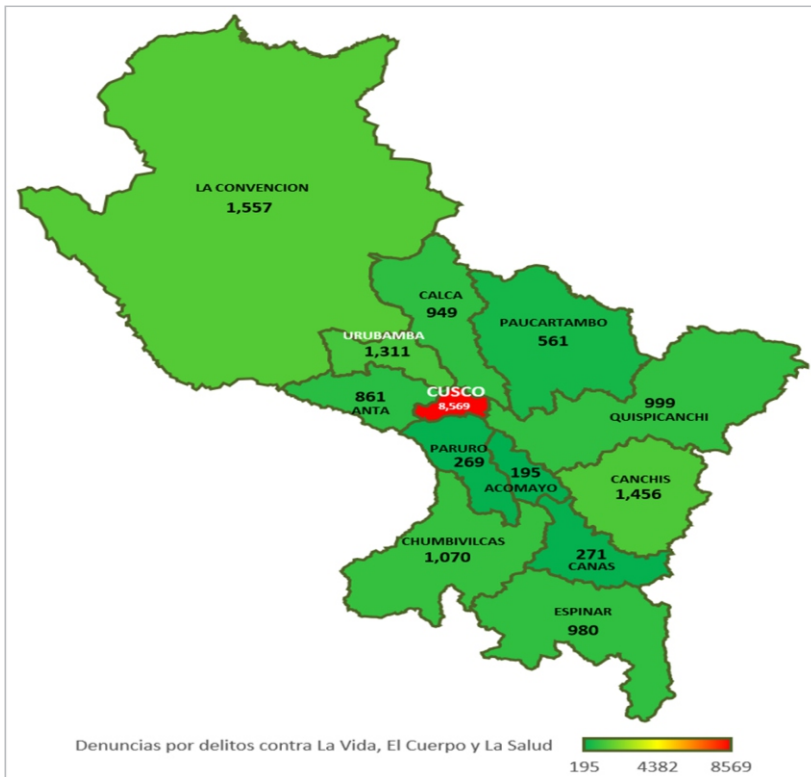 LA CONVENCION
1,557
CALCA
949
PAUCARTAMBO
561
URUBAMBA
1,311
861
ANTA
CUSCO
8,569
999
QUISPICANCHI
PARURO
269
195
ACOMAYO
CANCHIS
1,456
CHUMBIVILCAS
1,070
271
CANAS
ESPINAR
980
Denuncias por delitos contra La Vida, El Cuerpo y La Salud
195 4382 8569